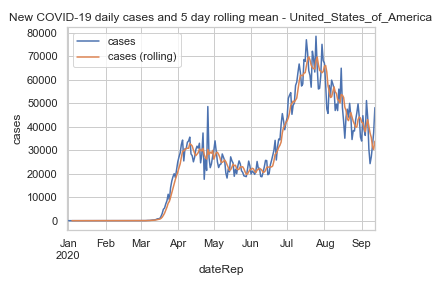 New COVID-19 daily cases and 5 day rolling mean - United_States_of_America
80000
70000
60000
50000
40000
30000
20000
10000
0
cases
cases
cases (rolling)
Jan
2020
Feb
Mar
Apr
May
Jun
Jul
Aug
Sep
dateRep